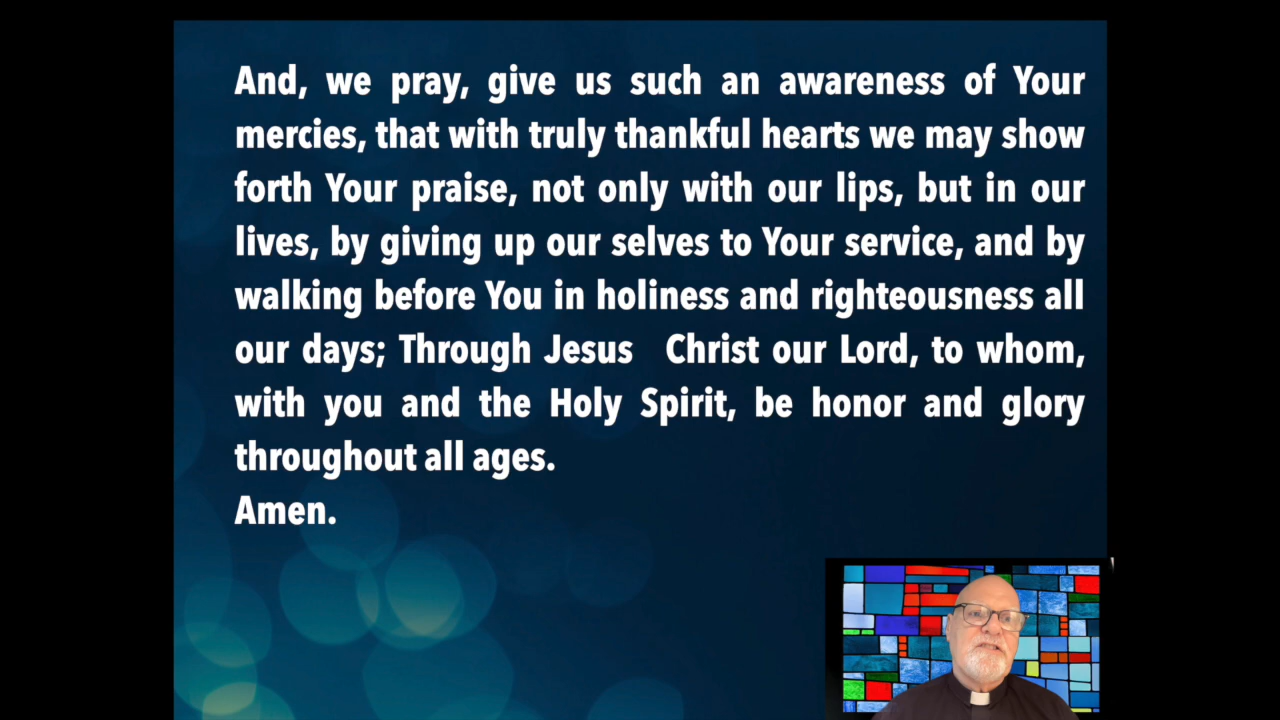 And, we pray, give us such an awareness of Your
mercies, that with truly thankful hearts we may show
forth Your praise, not only with our lips, but in our
lives, by giving up our selves to Your service, and by
walking before You in holiness and righteousness all
our days; Through Jesus Christ our Lord, to whom,
with you and the Holy Spirit, be honor and glory
throughout all ages.
Amen.